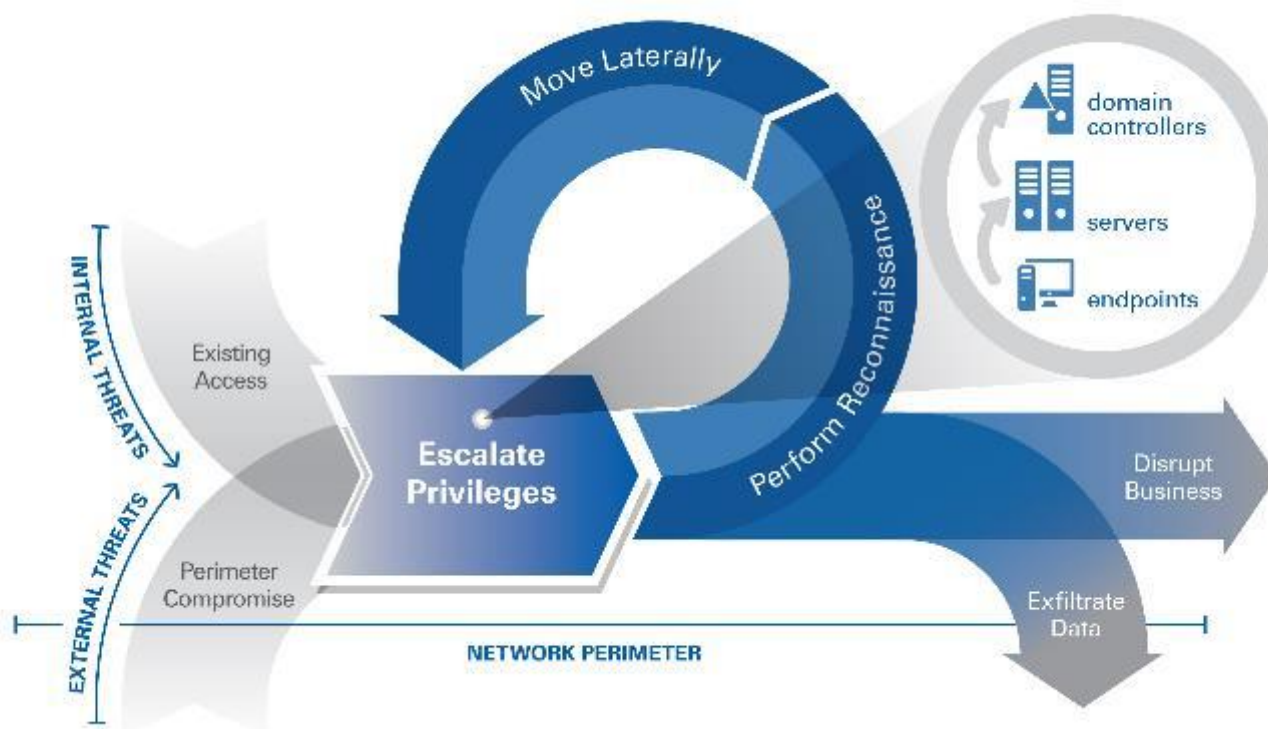 Move Laterally
domain
controllers
servers
endpoints
Perform Reconnaissance
INTERNAL THREATS
Existing
Access
Escalate
Privileges
Disrupt
Business
EXTERNAL THREATS
Perimeter
Compromise
Exfiltrate
Data
NETWORK PERIMETER